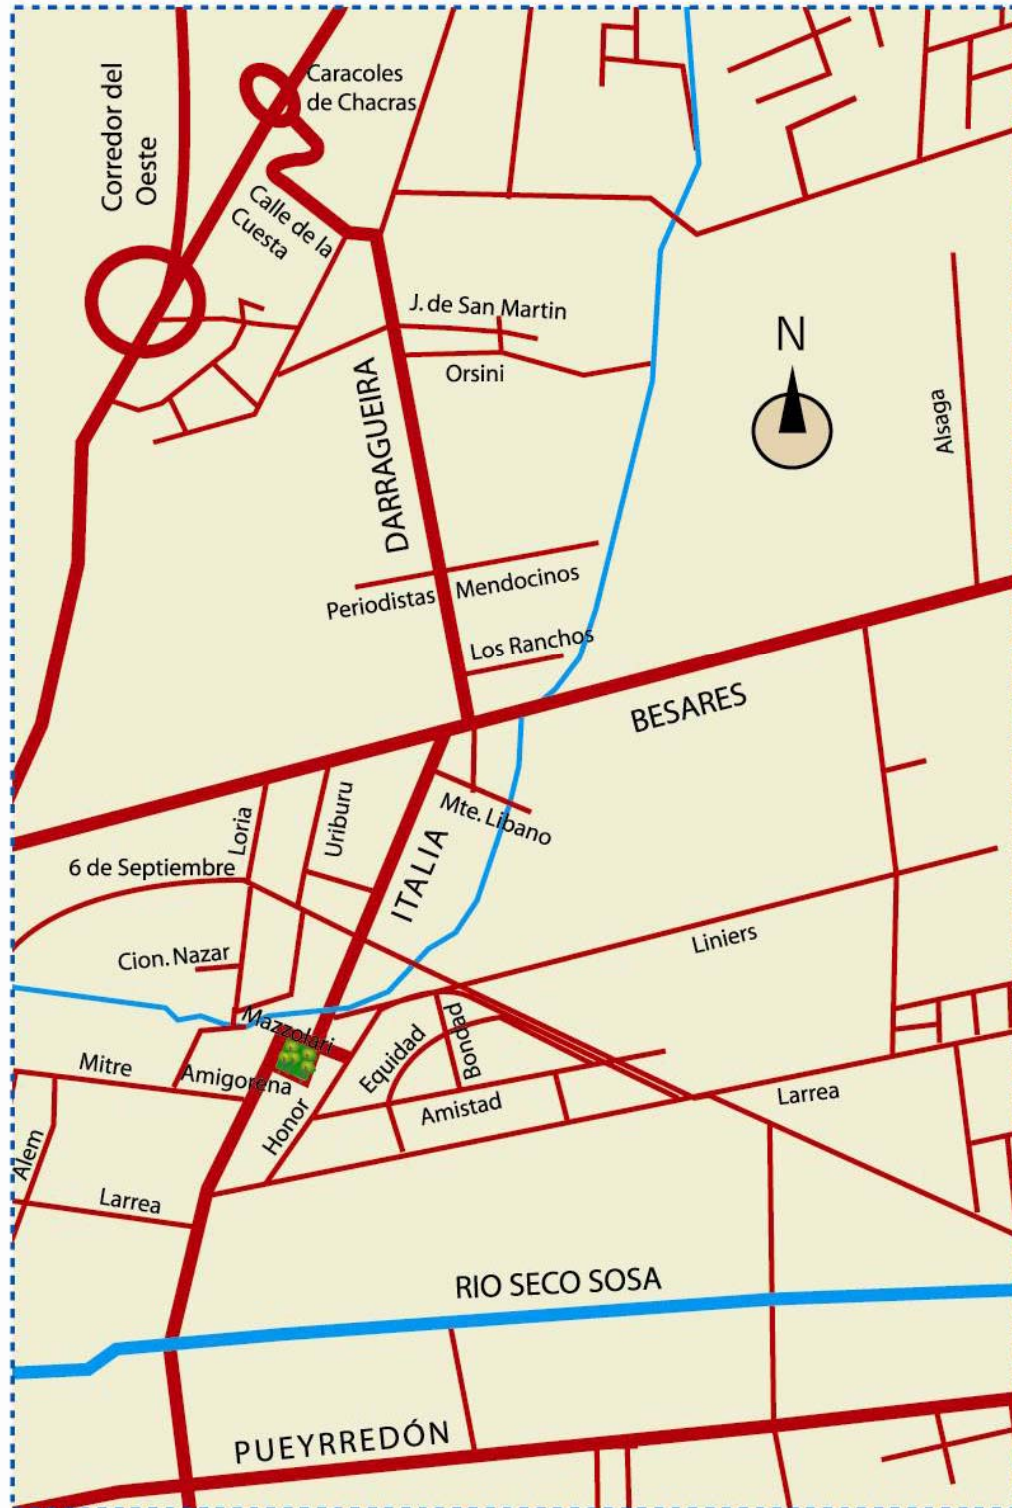 Caracoles
de Chacras
Corredor del
Oeste
Calle de la
Cuesta
J. de San Martin
Orsini
N
DARRAGUEIRA
Alsaga
Periodistas
Mendocinos
Los Ranchos
BESARES
Mte. Libano
Loria
Uriburu
ITALIA
6 de Septiembre
Cion. Nazar
Liniers
Mazzolari
Bondad
Equidad
Mitre
Amigorena
Amistad
Larrea
Honor
Alem
Larrea
RIO SECO SOSA
PUEYRREDÓN